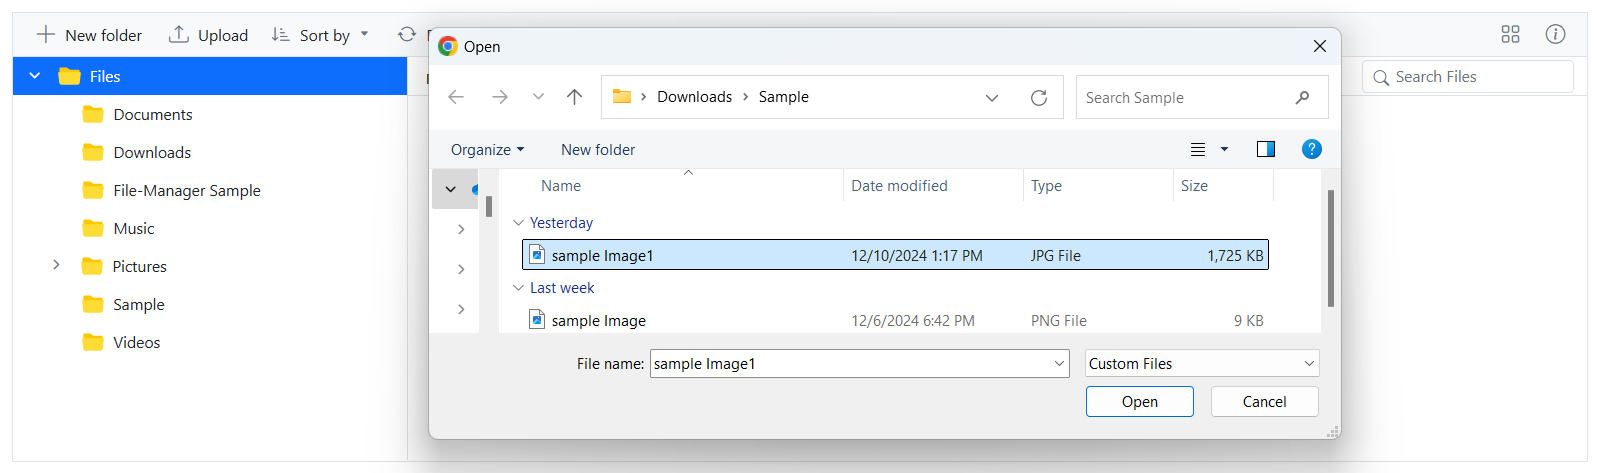 New folder Upload Sort by
Open
Files
Search Files
Downloads Sample
Search Sample
Documents
Organize New folder
Downloads
Name Date modified Type Size
File-Manager Sample
Yesterday
Music
sample Image1 12/10/2024 1:17 PM JPG File 1,725 KB
Pictures
Last week
Sample
sample Image 12/6/2024 6:42 PM PNG File 9 KB
Videos
File name: sample Image1 Custom Files
Open Cancel